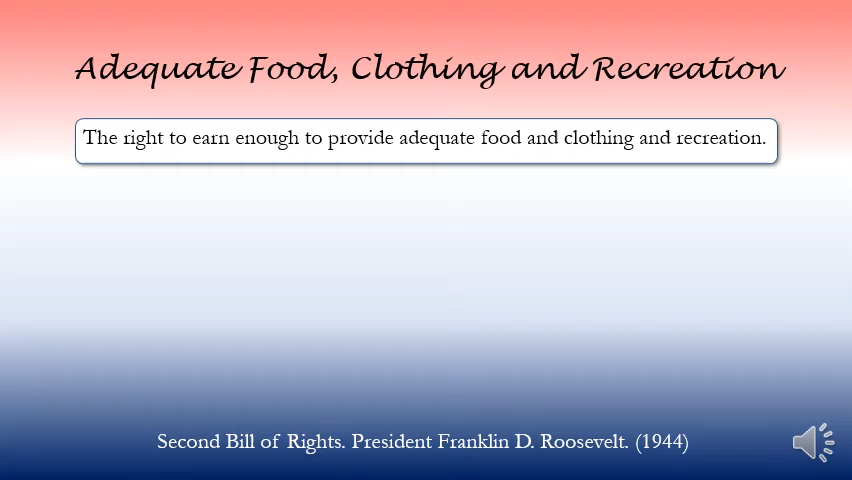 Adequate Food, Clothing and Recreation
The right to earn enough to provide adequate food and clothing and recreation.
Second Bill of Rights. President Franklin D. Roosevelt. (1944)